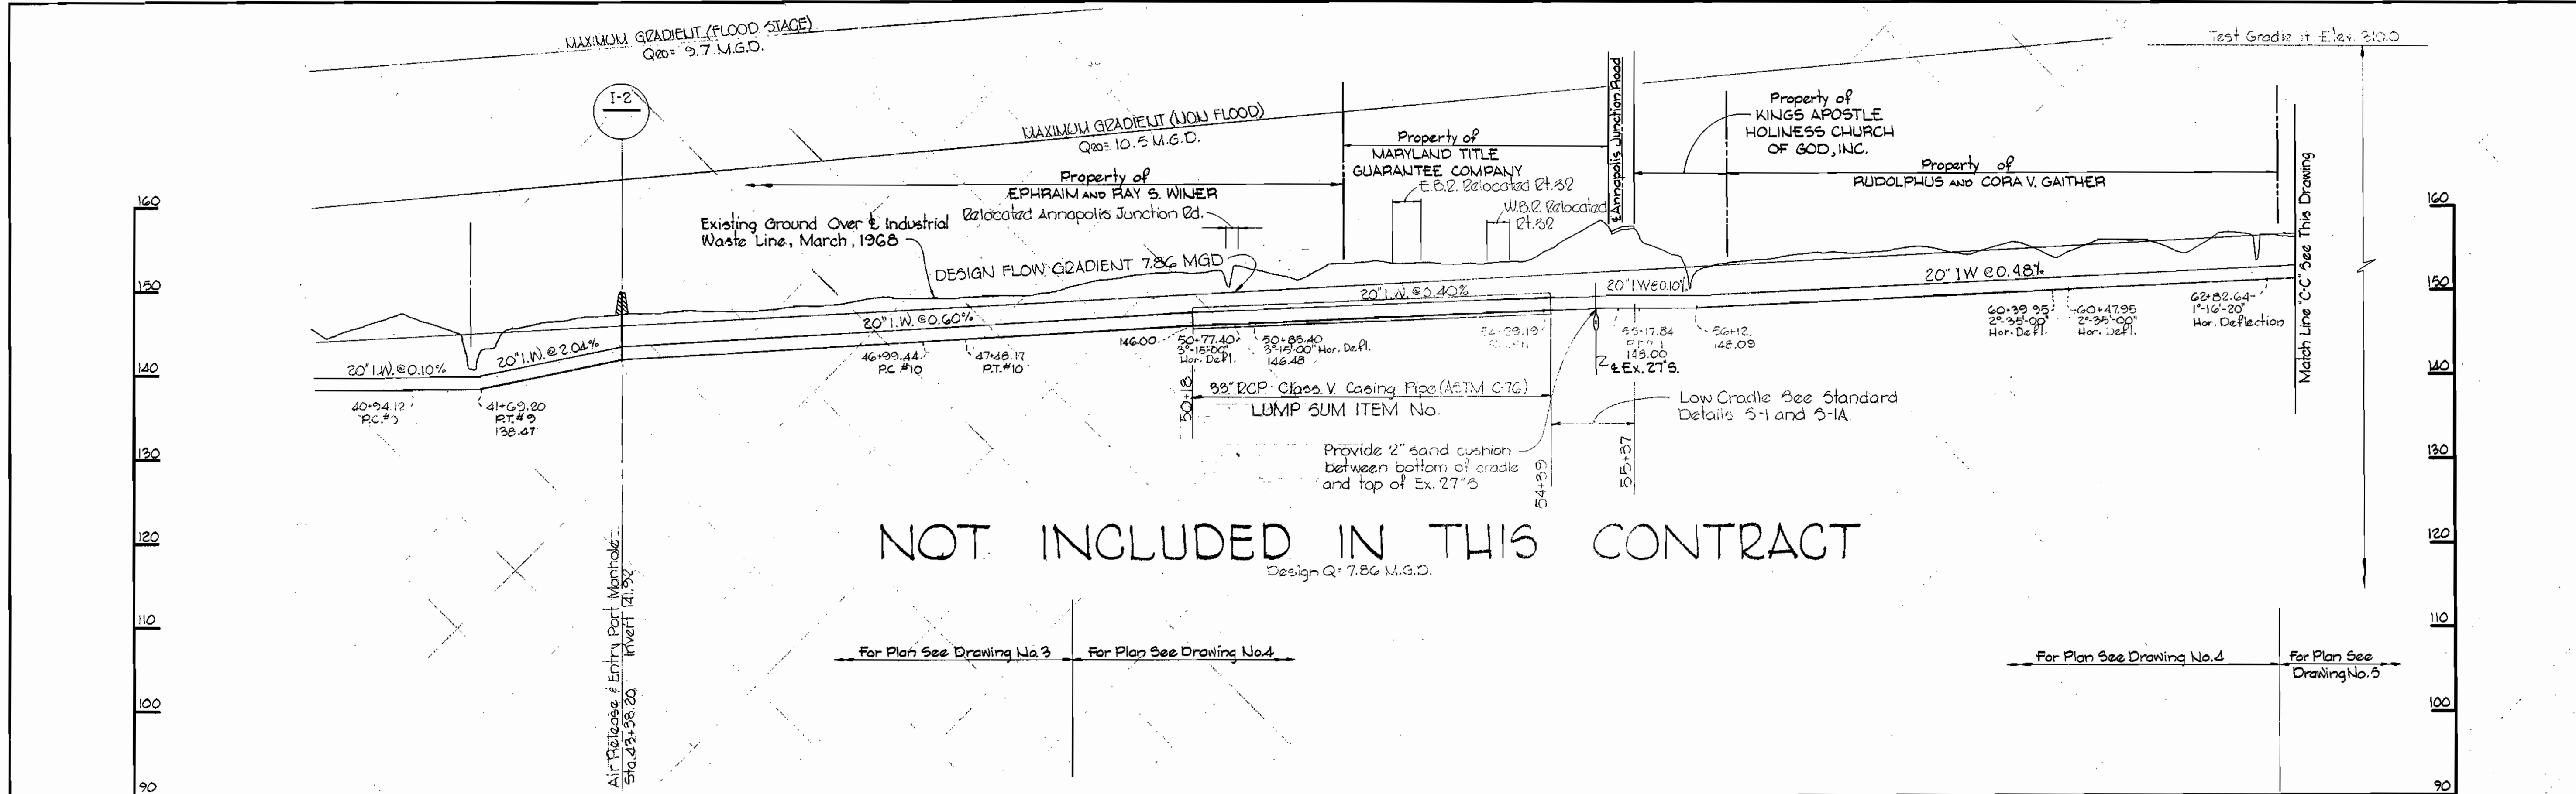 MAXIMUM GRADIENT (FLOOD STAGE)
Q20= 9.7 M.G.D.
Test Gradient Elev. 310.0
I-2
MAXIMUM GRADIENT (NON FLOOD)
Q20= 10.5 M.G.D.
Property of
EPHRAIM AND RAY S. WINER
Property of
MARYLAND TITLE
GUARANTEE COMPANY
E.B.R. Relocated Rt.32
W.B.R. Relocated
Rt.32
℄ Annapolis Junction Road
Property of
KINGS APOSTLE
HOLINESS CHURCH
OF GOD, INC.
Property of
RUDOLPHUS AND CORA V. GAITHER
Match Line "C-C" See This Drawing
Existing Ground Over ℄ Industrial
Waste Line, March, 1968
Relocated Annapolis Junction Rd.
DESIGN FLOW GRADIENT 7.86 MGD
160
150
140
130
120
110
100
90
160
150
140
130
120
110
100
90
20" I.W. @ 0.10%
20" I.W. @ 2.04%
20" I.W. @ 0.60%
20" I.W. @ 0.40%
20" I.W @ 0.10%
20" IW @ 0.48%
40+94.12
P.C.#9
41+69.20
P.T.#9
138.47
46+99.44
P.C. #10
47+48.17
P.T.#10
146.00
50+77.40
3°-15'-00"
Hor. Defl.
50+85.40
3°-15'-00" Hor. Defl.
146.48
55+17.84
148.00
56+12.
148.09
60+39.95
2°-35'-00"
Hor. Defl.
60+47.95
2°-35'-00"
Hor. Defl.
62+82.64
1°-16'-20"
Hor. Deflection
℄ Ex. 27"S.
50+18
33" RCP Class V Casing Pipe (ASTM C-76)
LUMP SUM ITEM No.
Low Cradle See Standard
Details S-1 and S-1A.
Provide 2" sand cushion
between bottom of cradle
and top of Ex. 27"S
54+39
55+37
NOT INCLUDED IN THIS CONTRACT
Design Q= 7.86 M.G.D.
Air Release & Entry Port Manhole
Sta.43+38.20 Invert 141.92
For Plan See Drawing No.3
For Plan See Drawing No.4
For Plan See Drawing No.4
For Plan See
Drawing No.5